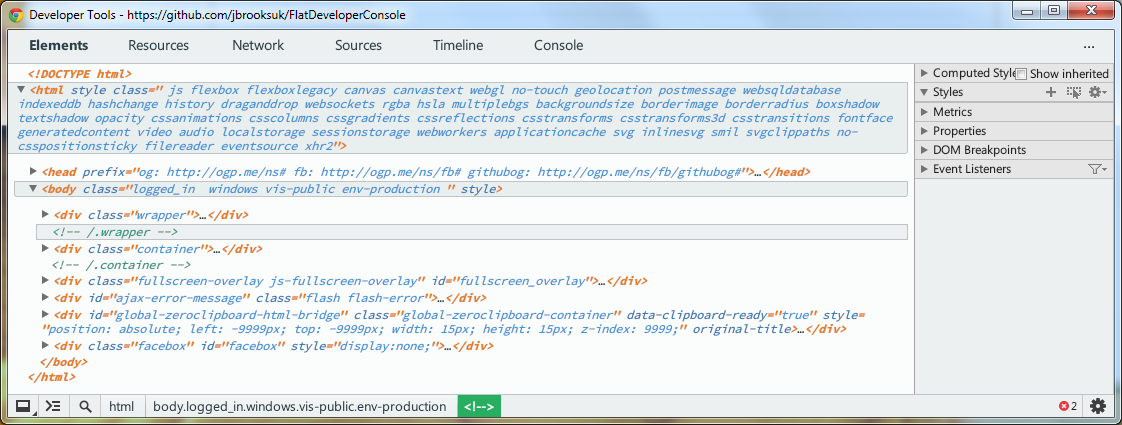 Developer Tools - https://github.com/jbrooksuk/FlatDeveloperConsole
Elements Resources Network Sources Timeline Console ...
<!DOCTYPE html>
<html style class=" js flexbox flexboxlegacy canvas canvastext webgl no-touch geolocation postmessage websqldatabase
indexeddb hashchange history draganddrop websockets rgba hsla multiplebgs backgroundsize borderimage borderradius boxshadow
textshadow opacity cssanimations csscolumns cssgradients cssreflections csstransforms csstransforms3d csstransitions fontface
generatedcontent video audio localstorage sessionstorage webworkers applicationcache svg inlinesvg smil svgclippaths no-
csspositionsticky filereader eventsource xhr2">
<head prefix="og: http://ogp.me/ns# fb: http://ogp.me/ns/fb# githubog: http://ogp.me/ns/fb/githubog#">…</head>
<body class="logged_in  windows vis-public env-production " style>
<div class="wrapper">…</div>
<!-- /.wrapper -->
<div class="container">…</div>
<!-- /.container -->
<div class="fullscreen-overlay js-fullscreen-overlay" id="fullscreen_overlay">…</div>
<div id="ajax-error-message" class="flash flash-error">…</div>
<div id="global-zeroclipboard-html-bridge" class="global-zeroclipboard-container" data-clipboard-ready="true" style=
"position: absolute; left: -9999px; top: -9999px; width: 15px; height: 15px; z-index: 9999;" original-title>…</div>
<div class="facebox" id="facebox" style="display:none;">…</div>
</body>
</html>
Computed Style Show inherited
Styles
Metrics
Properties
DOM Breakpoints
Event Listeners
html body.logged_in.windows.vis-public.env-production <!--> 2